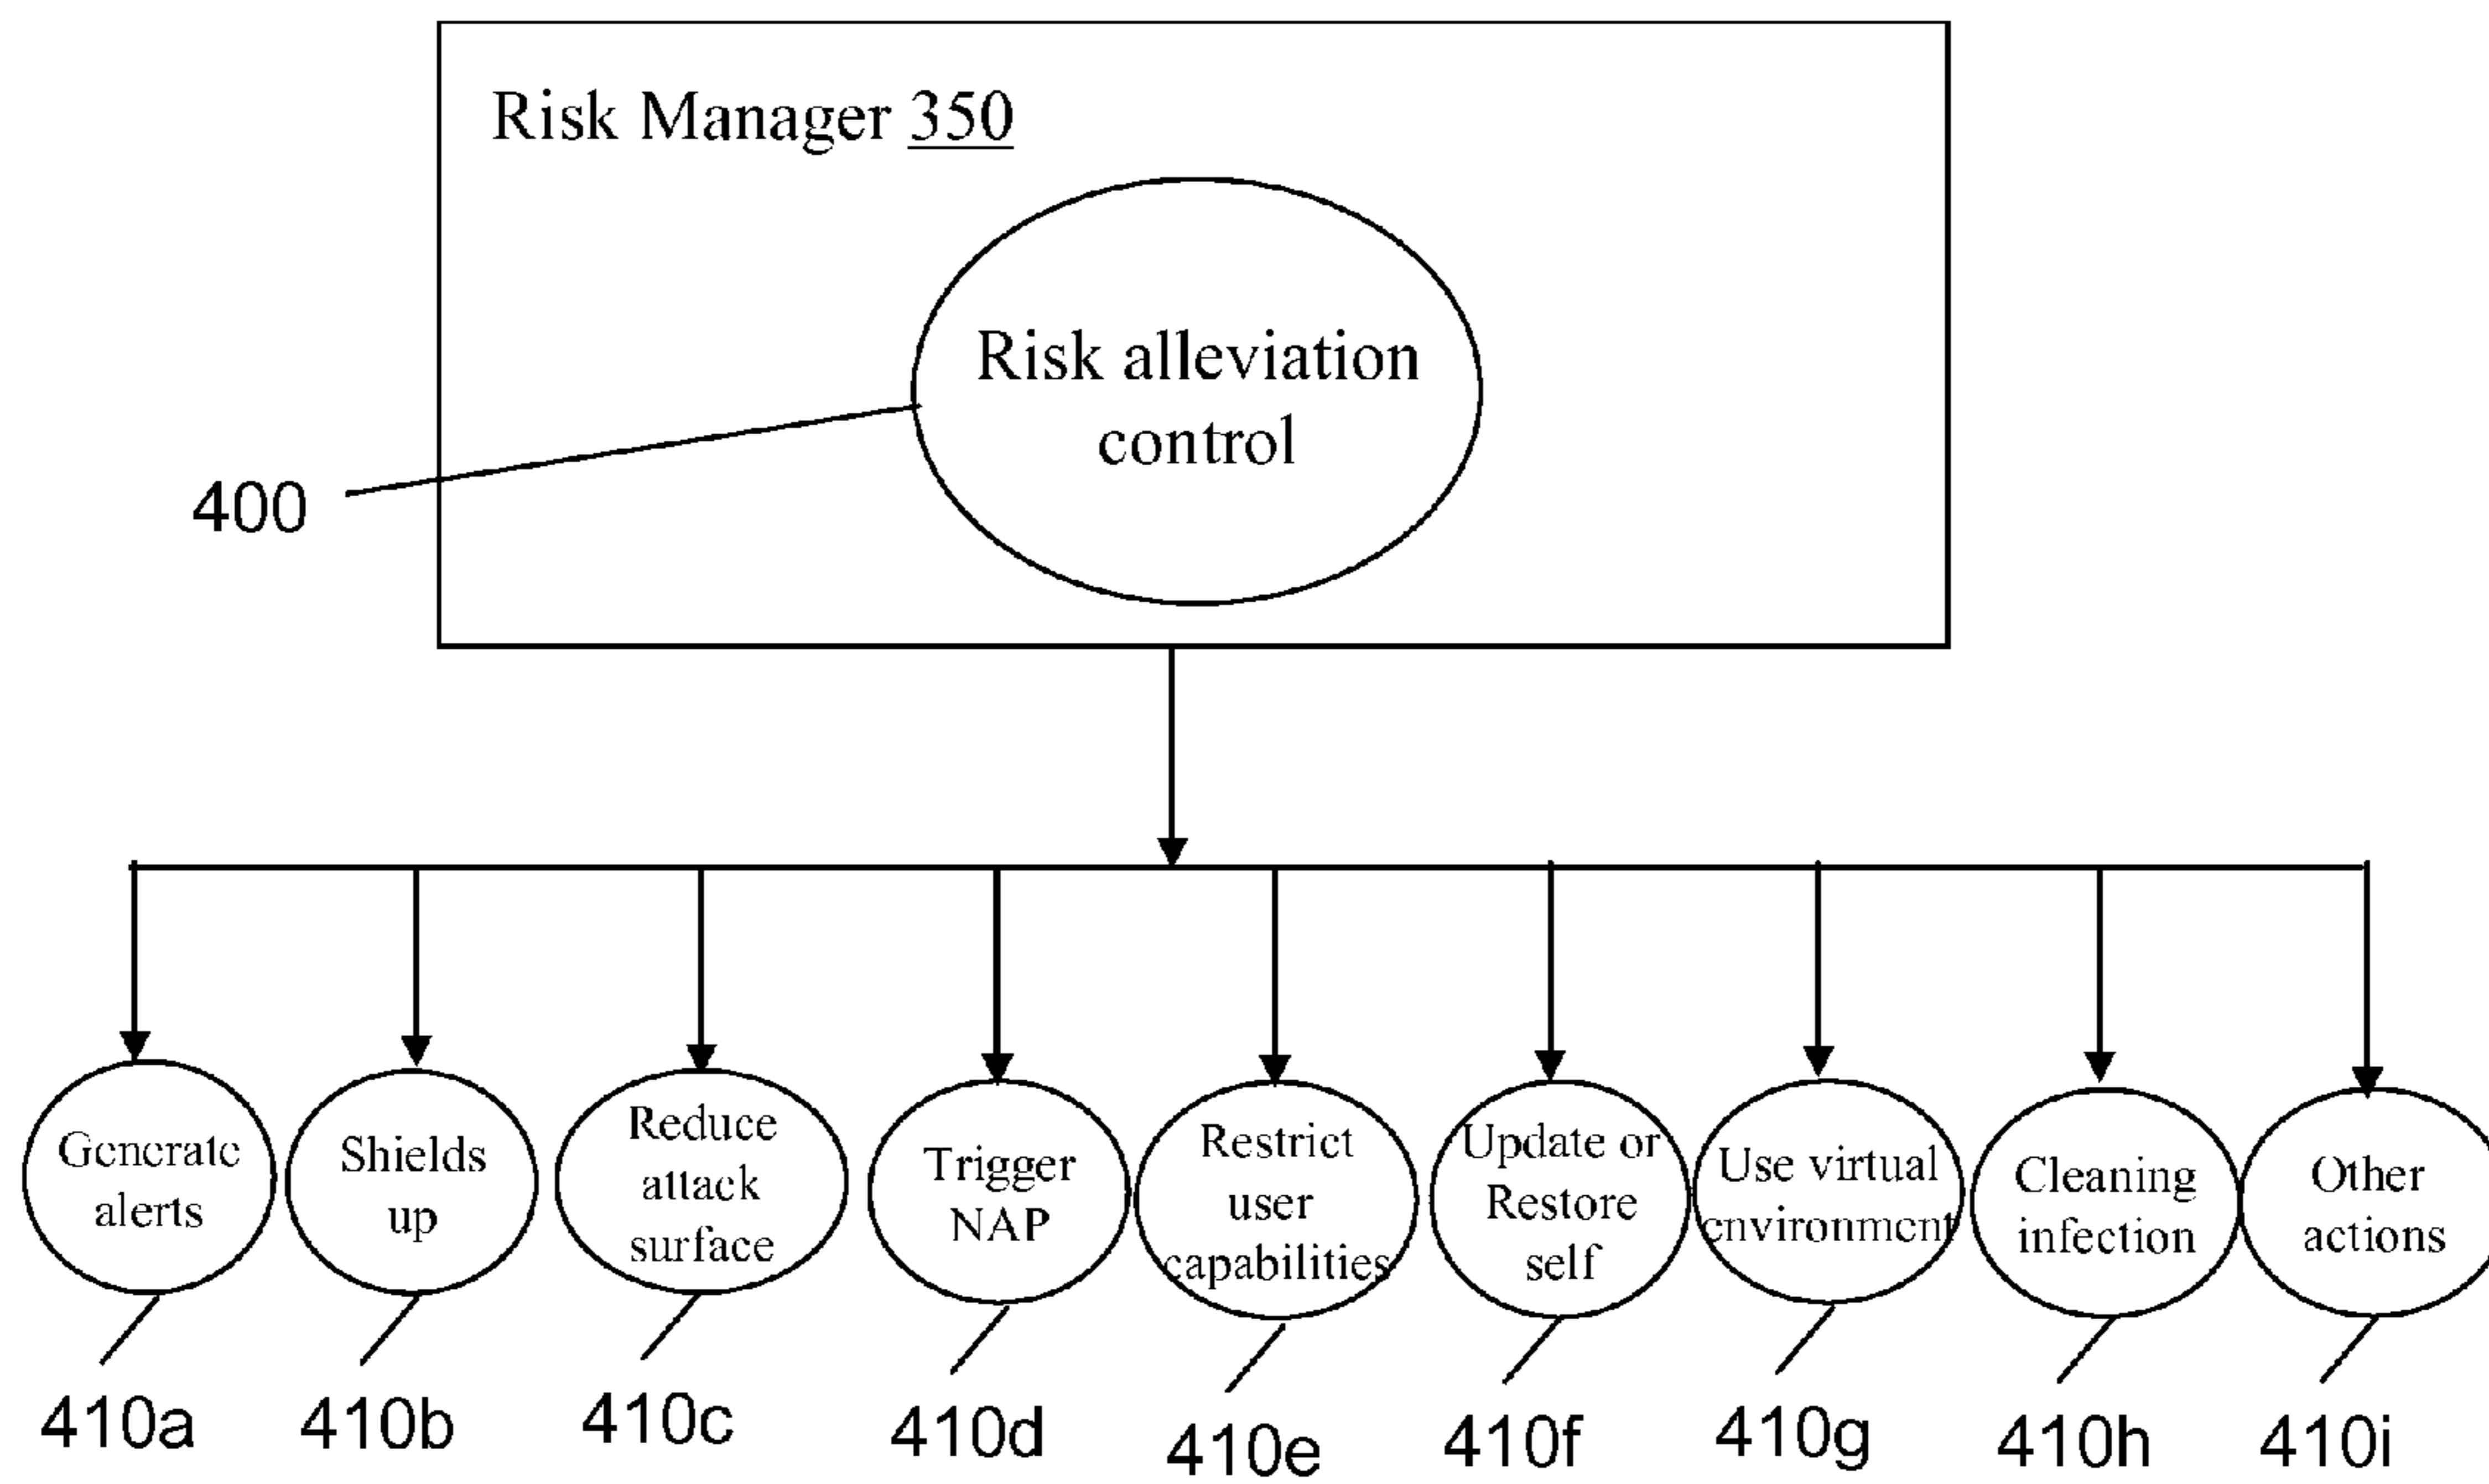 Risk Manager 350
Risk alleviation
control
400
Generate
alerts
Shields
up
Reduce
attack
surface
Trigger
NAP
Restrict
user
capabilities
Update or
Restore
self
Use virtual
environment
Cleaning
infection
Other
actions
410a
410b
410c
410d
410e
410f
410g
410h
410i